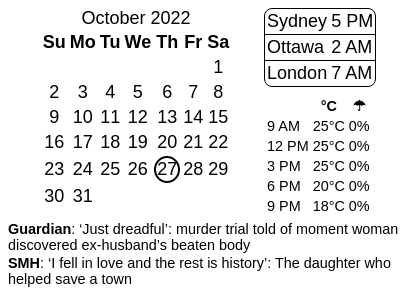 October 2022
Su Mo Tu We Th Fr Sa
1
2 3 4 5 6 7 8
9 10 11 12 13 14 15
16 17 18 19 20 21 22
23 24 25 26 27 28 29
30 31
Sydney 5 PM
Ottawa 2 AM
London 7 AM
°C ☂
9 AM 25°C 0%
12 PM 25°C 0%
3 PM 25°C 0%
6 PM 20°C 0%
9 PM 18°C 0%
Guardian: ‘Just dreadful’: murder trial told of moment woman
discovered ex-husband’s beaten body
SMH: ‘I fell in love and the rest is history’: The daughter who
helped save a town